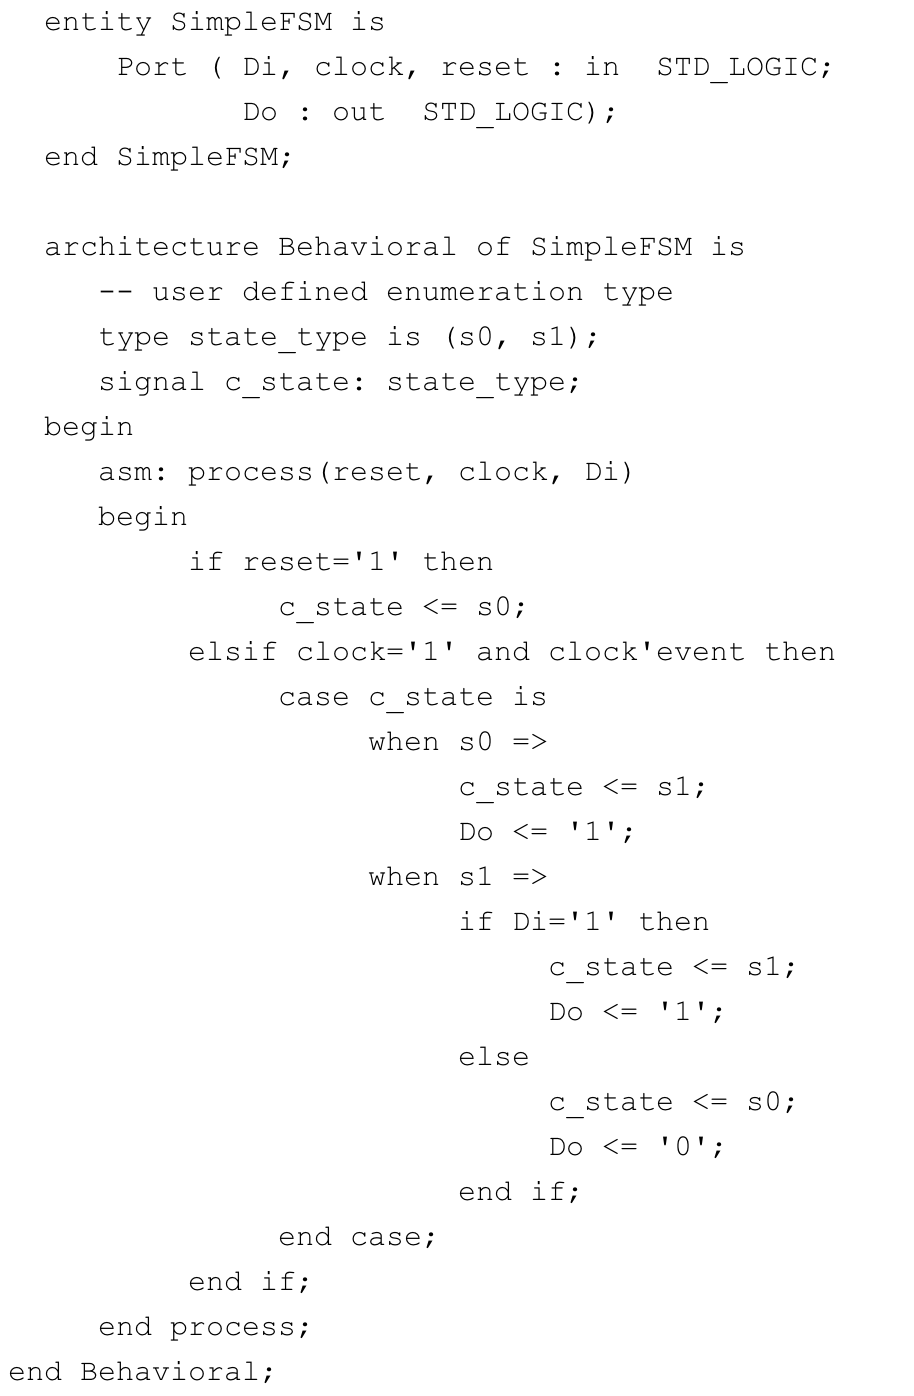 entity SimpleFSM is
Port ( Di, clock, reset : in  STD_LOGIC;
Do : out  STD_LOGIC);
end SimpleFSM;
architecture Behavioral of SimpleFSM is
-- user defined enumeration type
type state_type is (s0, s1);
signal c_state: state_type;
begin
asm: process(reset, clock, Di)
begin
if reset='1' then
c_state <= s0;
elsif clock='1' and clock'event then
case c_state is
when s0 =>
c_state <= s1;
Do <= '1';
when s1 =>
if Di='1' then
c_state <= s1;
Do <= '1';
else
c_state <= s0;
Do <= '0';
end if;
end case;
end if;
end process;
end Behavioral;